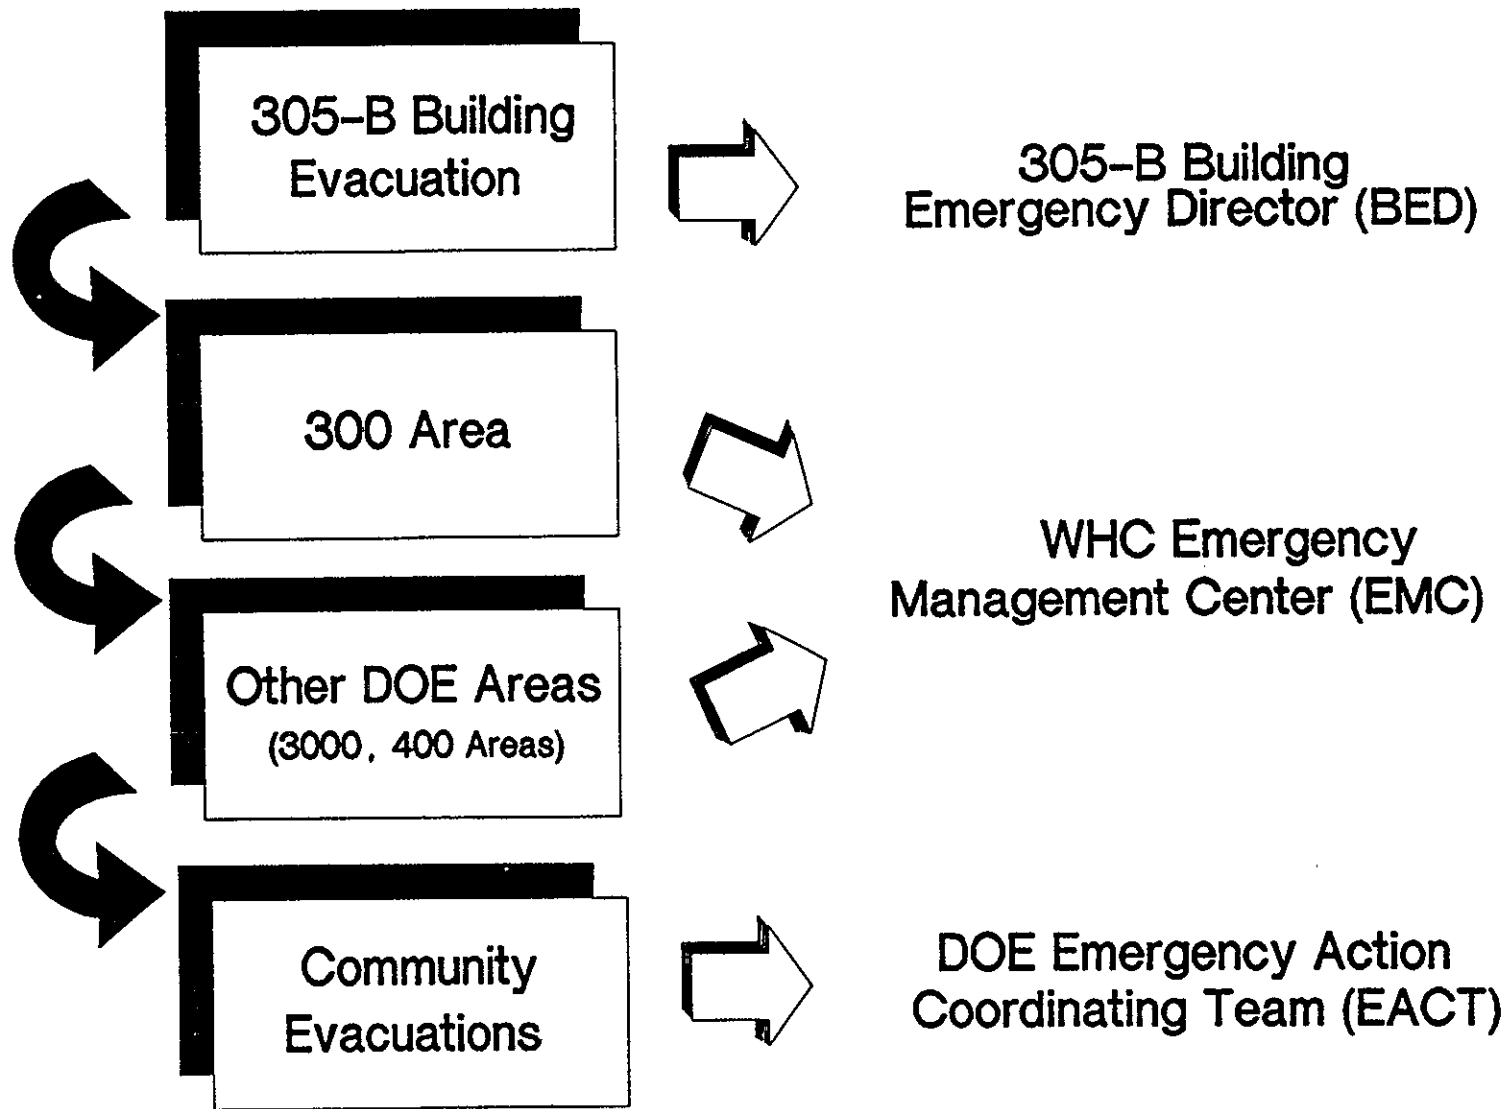 305-B Building
Evacuation
305-B Building
Emergency Director (BED)
300 Area
WHC Emergency
Management Center (EMC)
Other DOE Areas
(3000, 400 Areas)
Community
Evacuations
DOE Emergency Action
Coordinating Team (EACT)